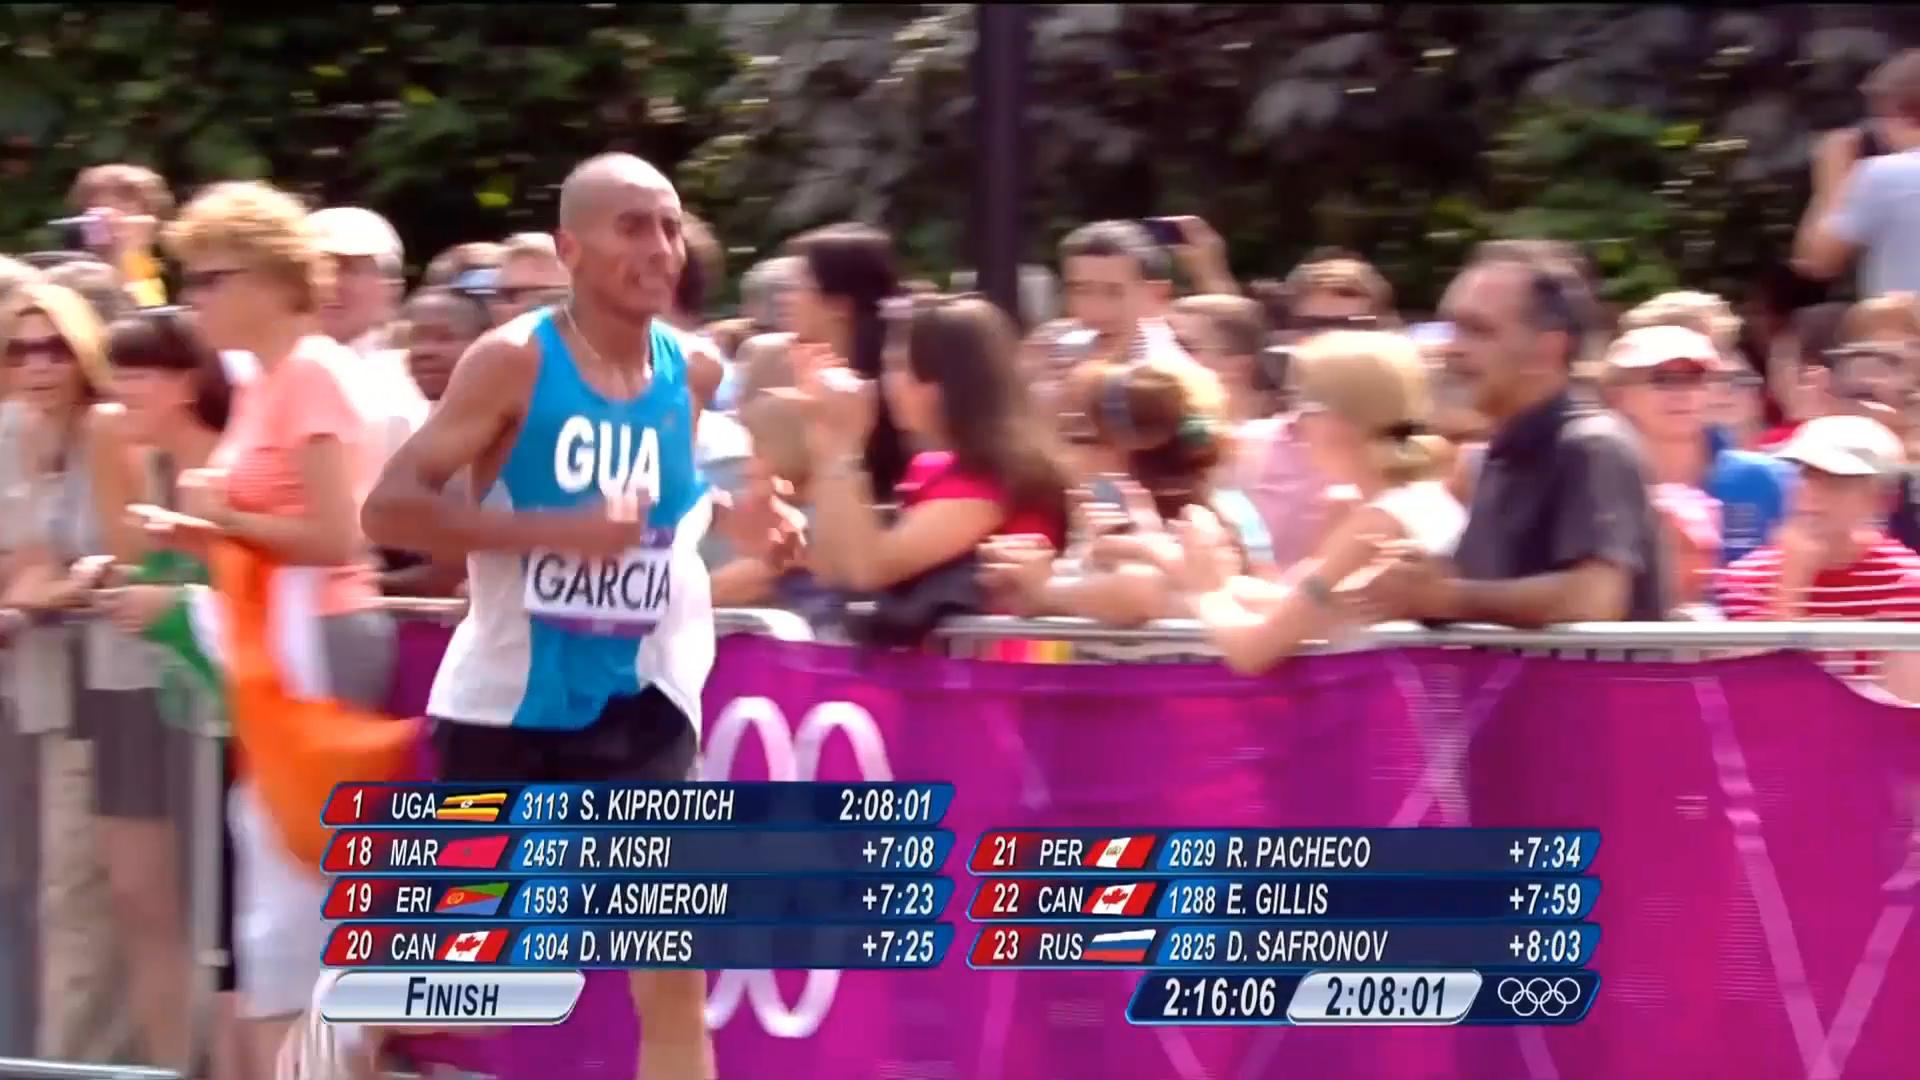 GUA
GARCIA
1 UGA 3113 S. KIPROTICH 2:08:01
18 MAR 2457 R. KISRI +7:08
19 ERI 1593 Y. ASMEROM +7:23
20 CAN 1304 D. WYKES +7:25
21 PER 2629 R. PACHECO +7:34
22 CAN 1288 E. GILLIS +7:59
23 RUS 2825 D. SAFRONOV +8:03
FINISH
2:16:06 2:08:01